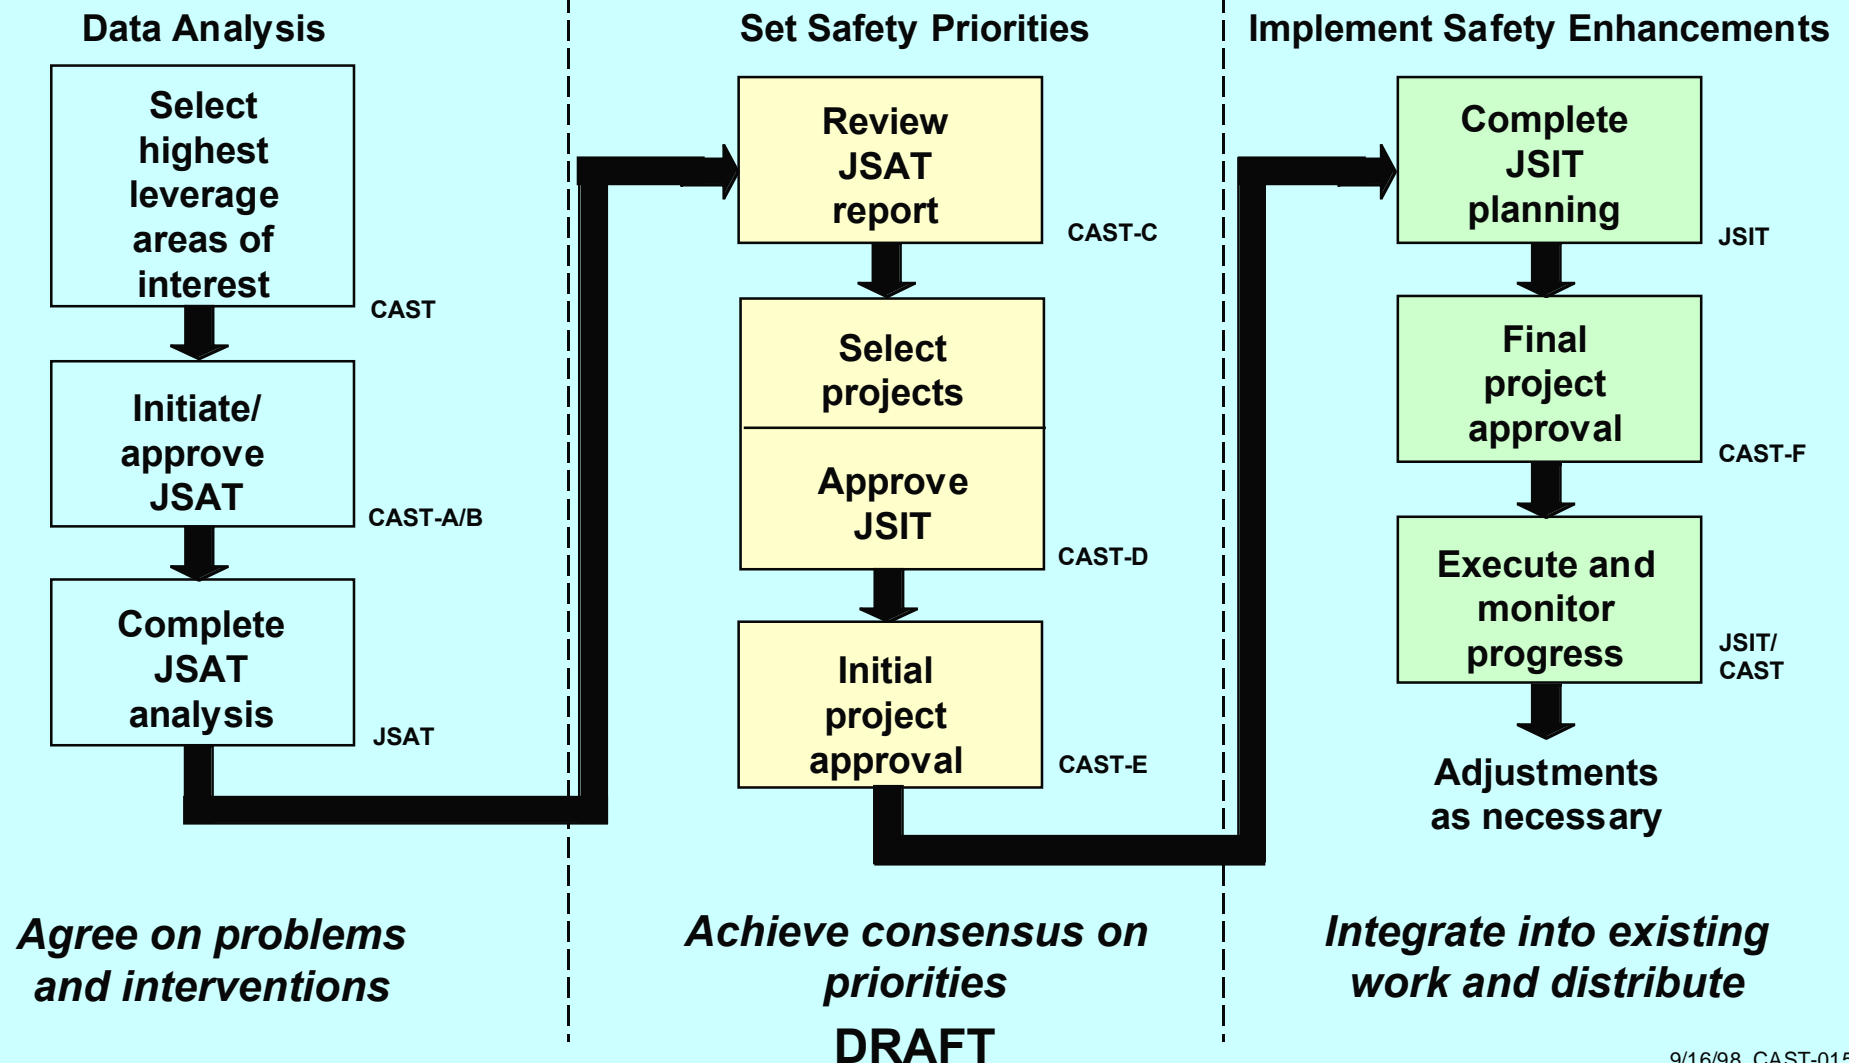 Data Analysis
Select
highest
leverage
areas of
interest
CAST
Initiate/
approve
JSAT
CAST-A/B
Complete
JSAT
analysis
JSAT
Agree on problems
and interventions
Set Safety Priorities
Review
JSAT
report
CAST-C
Select
projects
Approve
JSIT
CAST-D
Initial
project
approval
CAST-E
Achieve consensus on
priorities
DRAFT
Implement Safety Enhancements
Complete
JSIT
planning
JSIT
Final
project
approval
CAST-F
Execute and
monitor
progress
JSIT/
CAST
Adjustments
as necessary
Integrate into existing
work and distribute
9/16/98 CAST-015